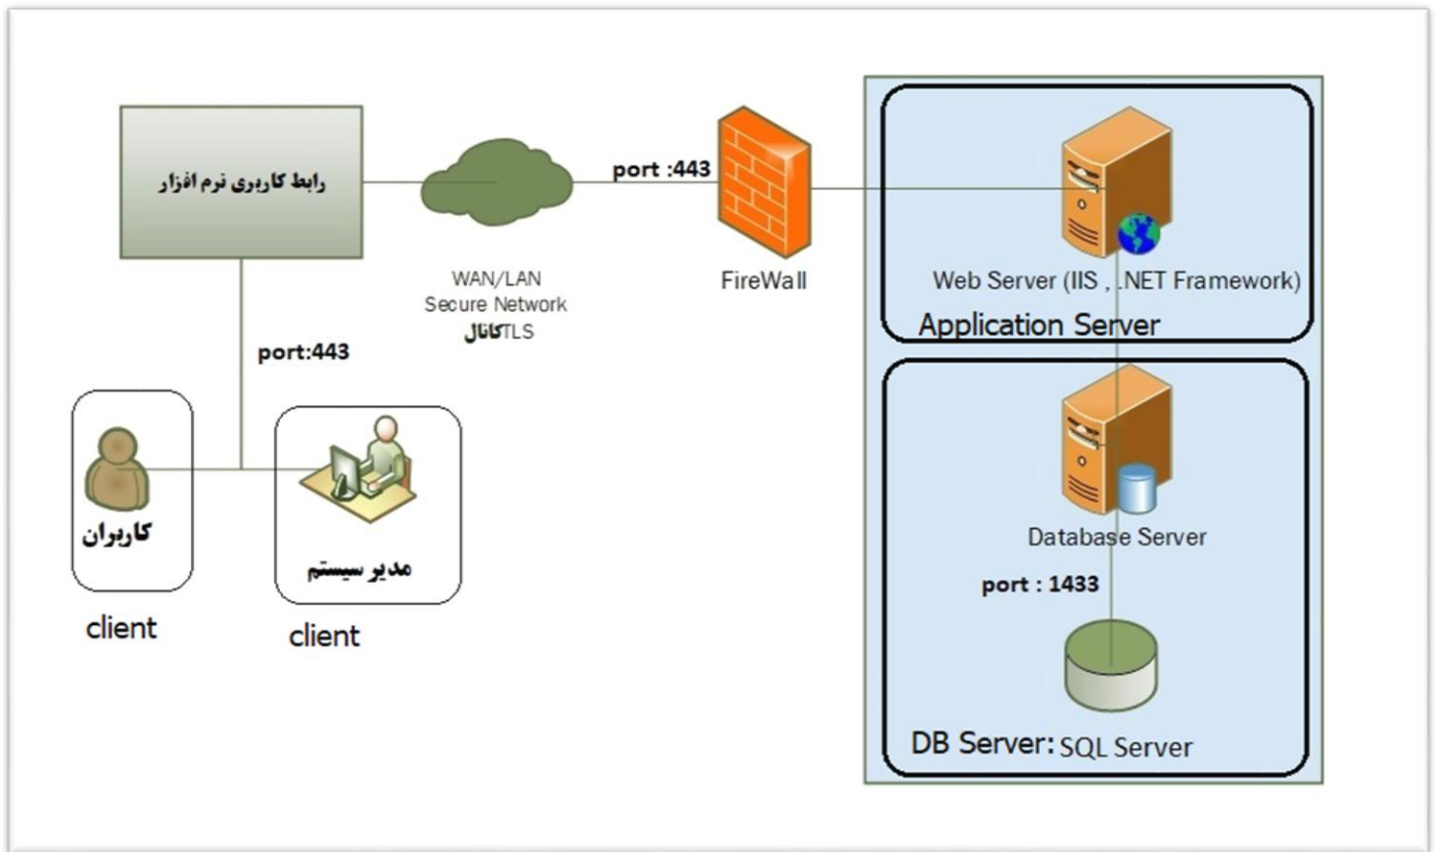 رابط کاربری نرم افزار
WAN/LAN
Secure Network
کانالTLS
port :443
FireWall
Web Server (IIS , .NET Framework)
Application Server
port:443
کاربران
client
مدیر سیستم
client
Database Server
port : 1433
DB Server: SQL Server